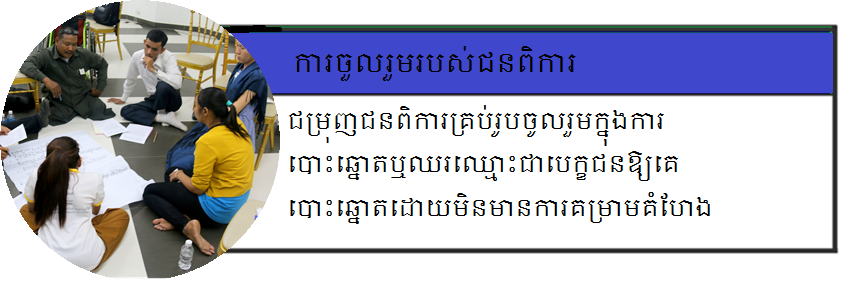 ការចូលរួមរបស់ជនពិការ
ជម្រុញជនពិការគ្រប់រូបចូលរួមក្នុងការ
បោះឆ្នោតឬឈរឈ្មោះជាបេក្ខជនឱ្យគេ
បោះឆ្នោតដោយមិនមានការគម្រាមគំហែង